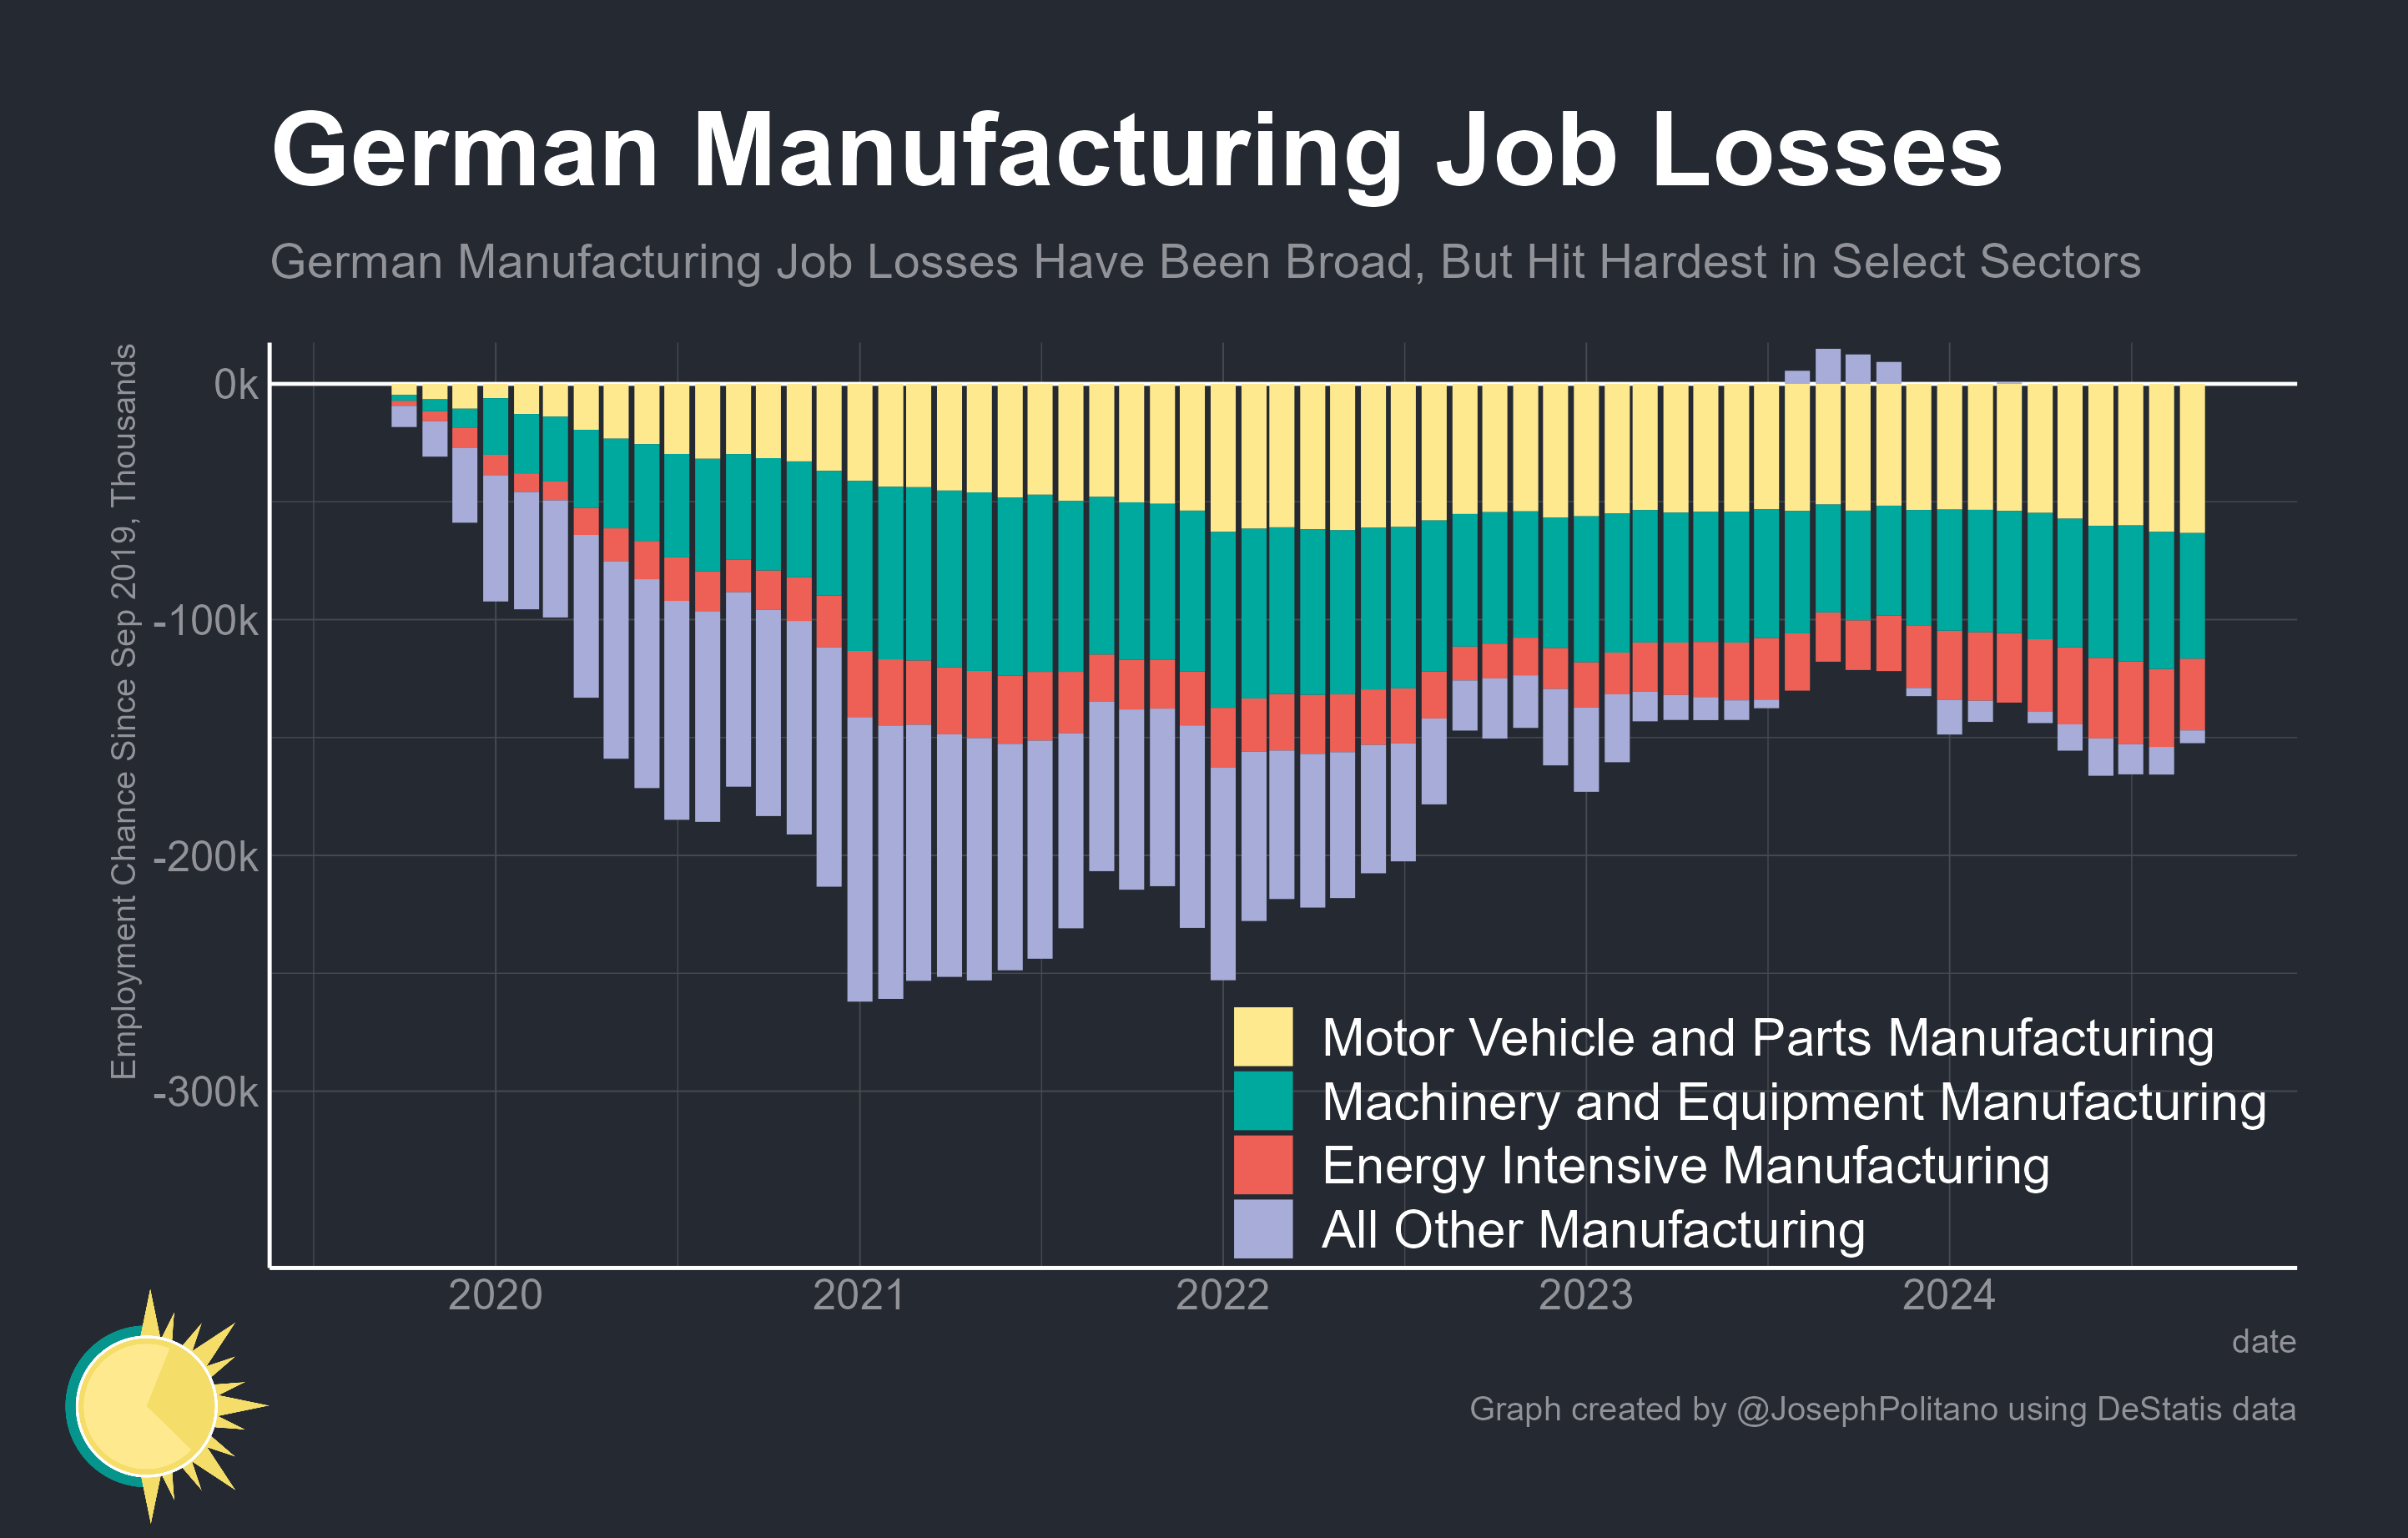 German Manufacturing Job Losses
German Manufacturing Job Losses Have Been Broad, But Hit Hardest in Select Sectors
Employment Chance Since Sep 2019, Thousands
0k
-100k
-200k
-300k
Motor Vehicle and Parts Manufacturing
Machinery and Equipment Manufacturing
Energy Intensive Manufacturing
All Other Manufacturing
2020 2021 2022 2023 2024
date
Graph created by @JosephPolitano using DeStatis data